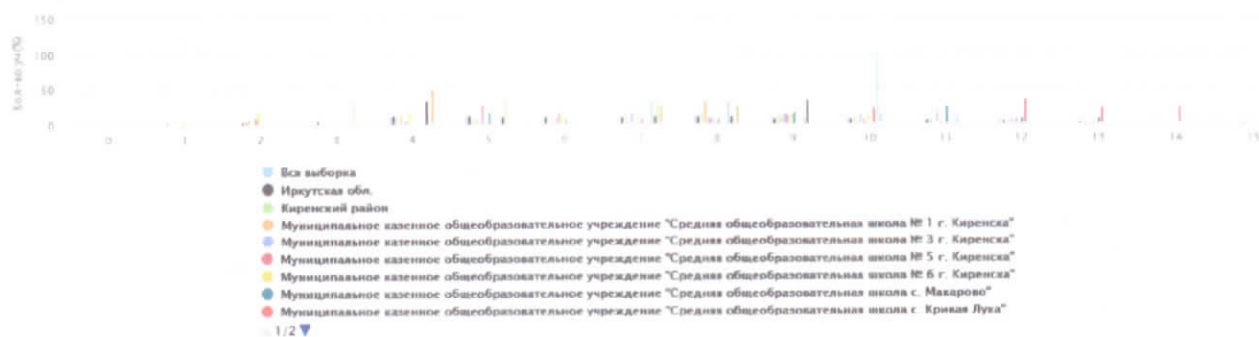 150
100
50
0
Кол-во уч(%
0 1 2 3 4 5 6 7 8 9 10 11 12 13 14 15
Вся выборка
Иркутская обл.
Киренский район
Муниципальное казенное общеобразовательное учреждение "Средняя общеобразовательная школа № 1 г. Киренска"
Муниципальное казенное общеобразовательное учреждение "Средняя общеобразовательная школа № 3 г. Киренска"
Муниципальное казенное общеобразовательное учреждение "Средняя общеобразовательная школа № 5 г. Киренска"
Муниципальное казенное общеобразовательное учреждение "Средняя общеобразовательная школа № 6 г. Киренска"
Муниципальное казенное общеобразовательное учреждение "Средняя общеобразовательная школа с. Макарово"
Муниципальное казенное общеобразовательное учреждение "Средняя общеобразовательная школа с. Кривая Лука"
1/2